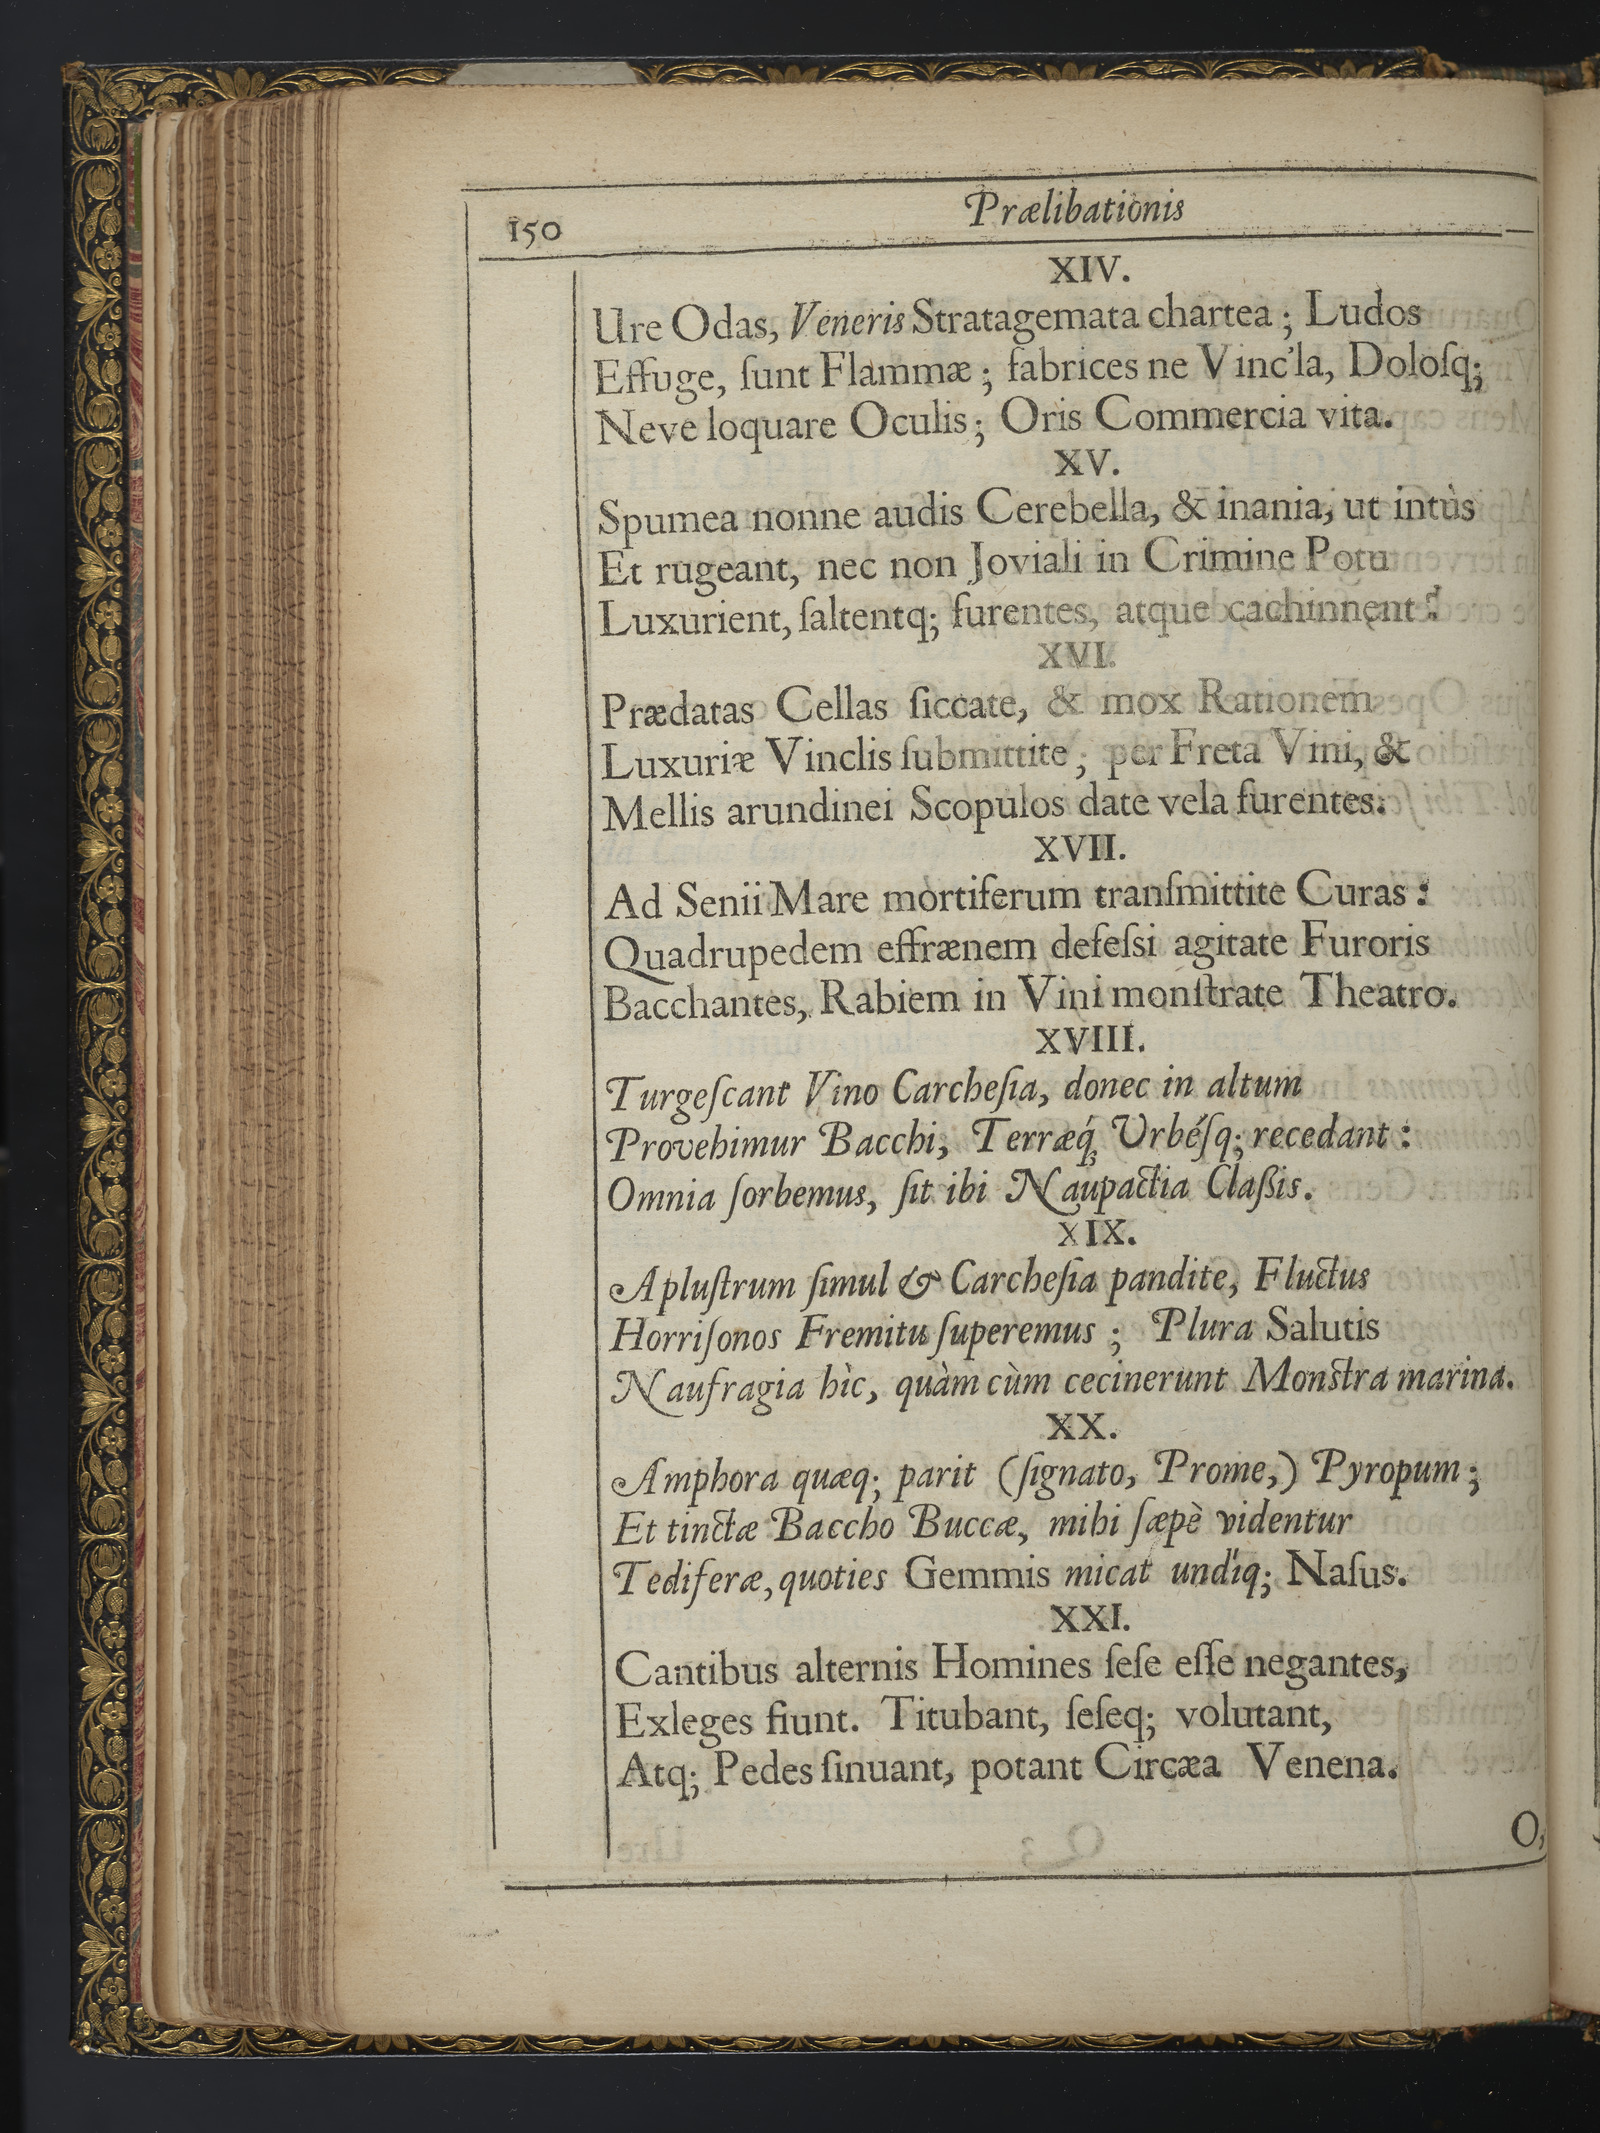 150
Prælibationis
XIV.
Ure Odas, Veneris Stratagemata chartea; Ludos
Effuge, ſunt Flammæ; fabrices ne Vinc'la, Doloſq;
Neve loquare Oculis; Oris Commercia vita.
XV.
Spumea nonne audis Cerebella, & inania, ut intùs
Et rugeant, nec non Joviali in Crimine Potu
Luxurient, ſaltentq; furentes, atque cachinnent?
XVI.
Prædatas Cellas ſiccate, & mox Rationem
Luxuriæ Vinclis ſubmittite; per Freta Vini, &
Mellis arundinei Scopulos date vela furentes.
XVII.
Ad Senii Mare mortiferum tranſmittite Curas:
Quadrupedem effrænem defeſsi agitate Furoris
Bacchantes, Rabiem in Vini monſtrate Theatro.
XVIII.
Turgeſcant Vino Carcheſia, donec in altum
Provehimur Bacchi, Terræq́; Urbéſq; recedant:
Omnia ſorbemus, ſit ibi Naupactia Claſsis.
XIX.
Apluſtrum ſimul & Carcheſia pandite, Fluctus
Horriſonos Fremitu ſuperemus; Plura Salutis
Naufragia hìc, quàm cùm cecinerunt Monſtra marina.
XX.
Amphora quæq; parit (ſignato, Prome,) Pyropum;
Et tinctæ Baccho Buccæ, mihi ſæpè videntur
Tediferæ, quoties Gemmis micat undíq; Naſus.
XXI.
Cantibus alternis Homines ſeſe eſſe negantes,
Exleges fiunt. Titubant, ſeſeq; volutant,
Atq; Pedes ſinuant, potant Circæa Venena.
O,